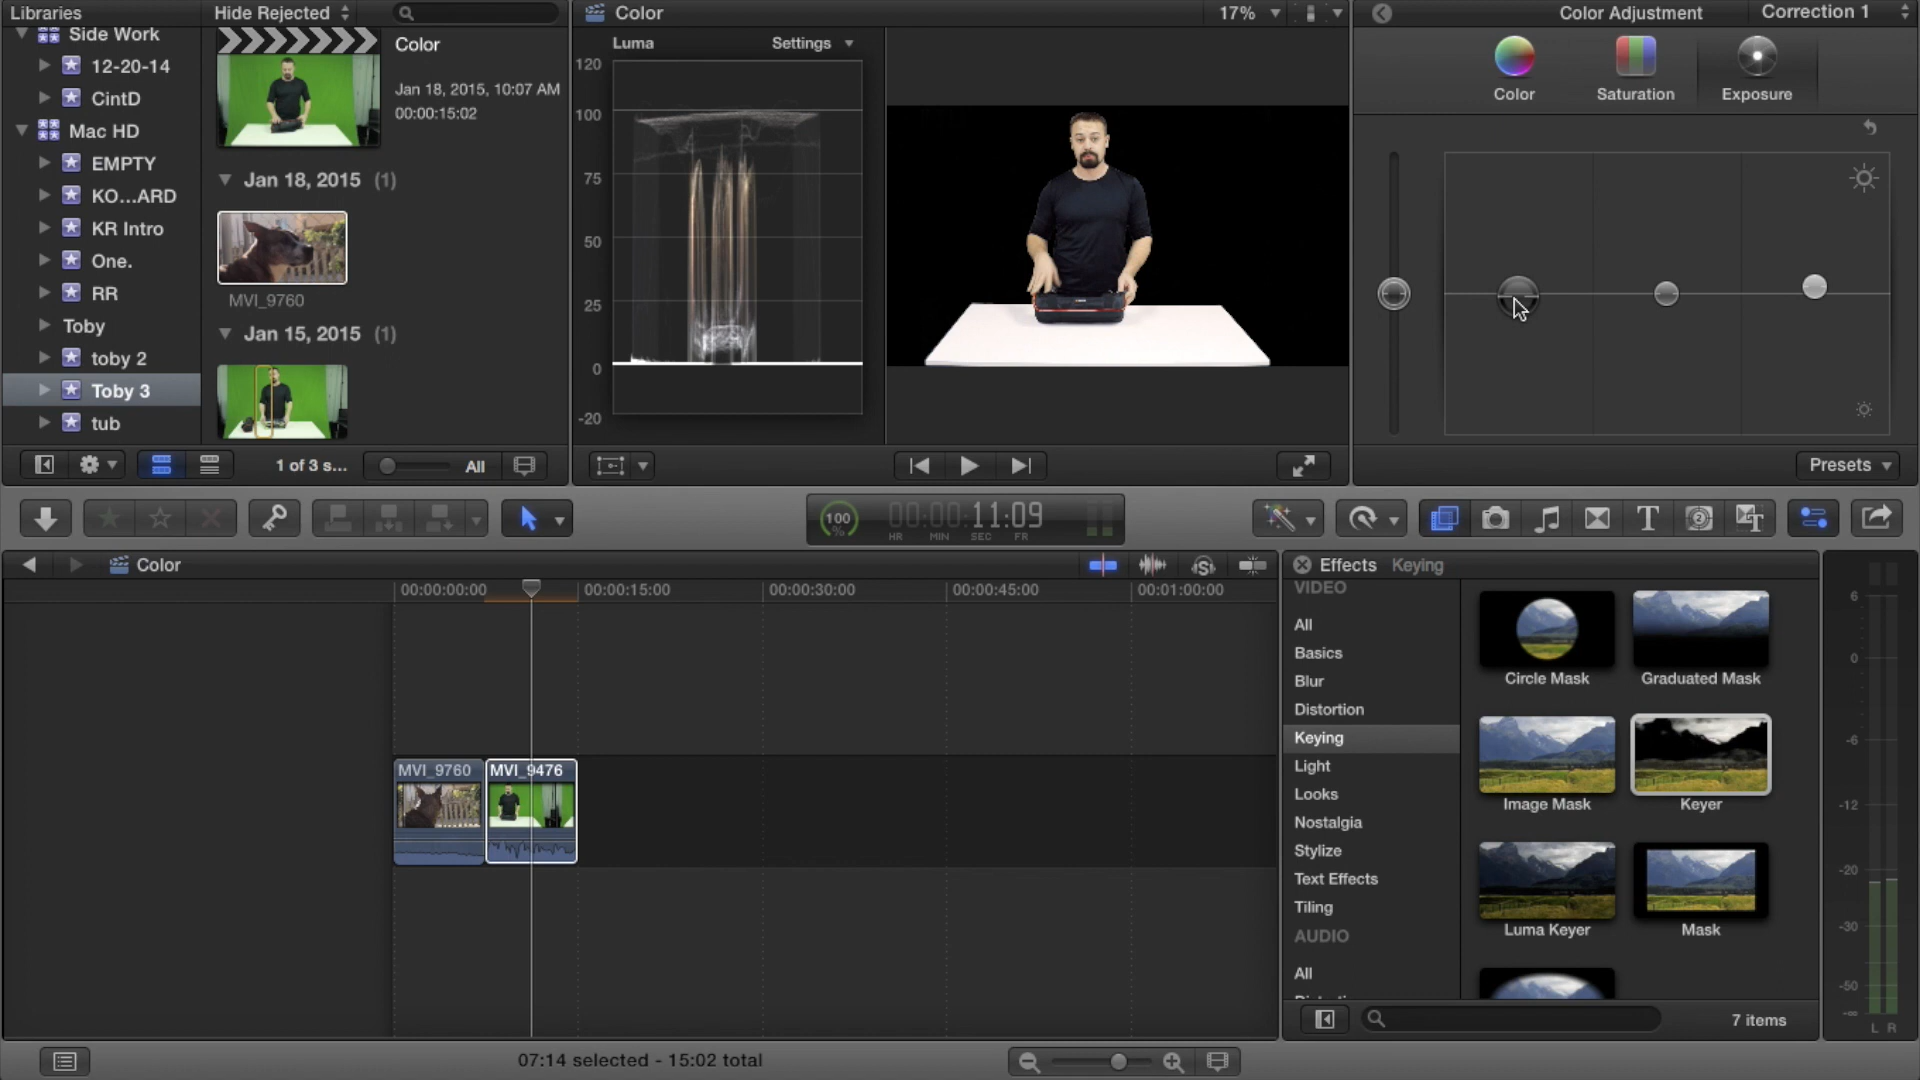 Libraries
Hide Rejected
Side Work
12-20-14
CintD
Mac HD
EMPTY
KO...ARD
KR Intro
One.
RR
Toby
toby 2
Toby 3
tub
Color
Jan 18, 2015, 10:07 AM
00:00:15:02
Jan 18, 2015 (1)
MVI_9760
Jan 15, 2015 (1)
1 of 3 s...
All
Color
17%
Luma
Settings
120
100
75
50
25
0
-20
Color Adjustment
Correction 1
Color
Saturation
Exposure
Presets
100
%
00:00:11:09
HR MIN SEC FR
Color
00:00:00:00
00:00:15:00
00:00:30:00
00:00:45:00
00:01:00:00
MVI_9760
MVI_9476
Effects
Keying
VIDEO
All
Basics
Blur
Distortion
Keying
Light
Looks
Nostalgia
Stylize
Text Effects
Tiling
AUDIO
All
Circle Mask
Graduated Mask
Image Mask
Keyer
Luma Keyer
Mask
7 items
6
0
-6
-12
-20
-30
-50
-∞
L R
07:14 selected - 15:02 total